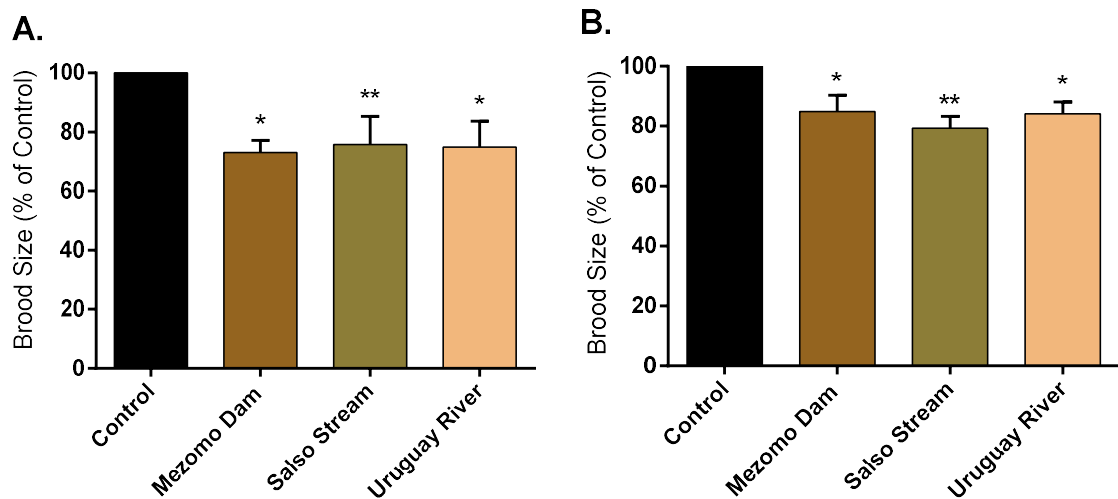 A.
Brood Size (% of Control)
100
80
60
40
20
0
*
**
*
Control
Mezomo Dam
Salso Stream
Uruguay River
B.
Brood Size (% of Control)
100
80
60
40
20
0
*
**
*
Control
Mezomo Dam
Salso Stream
Uruguay River